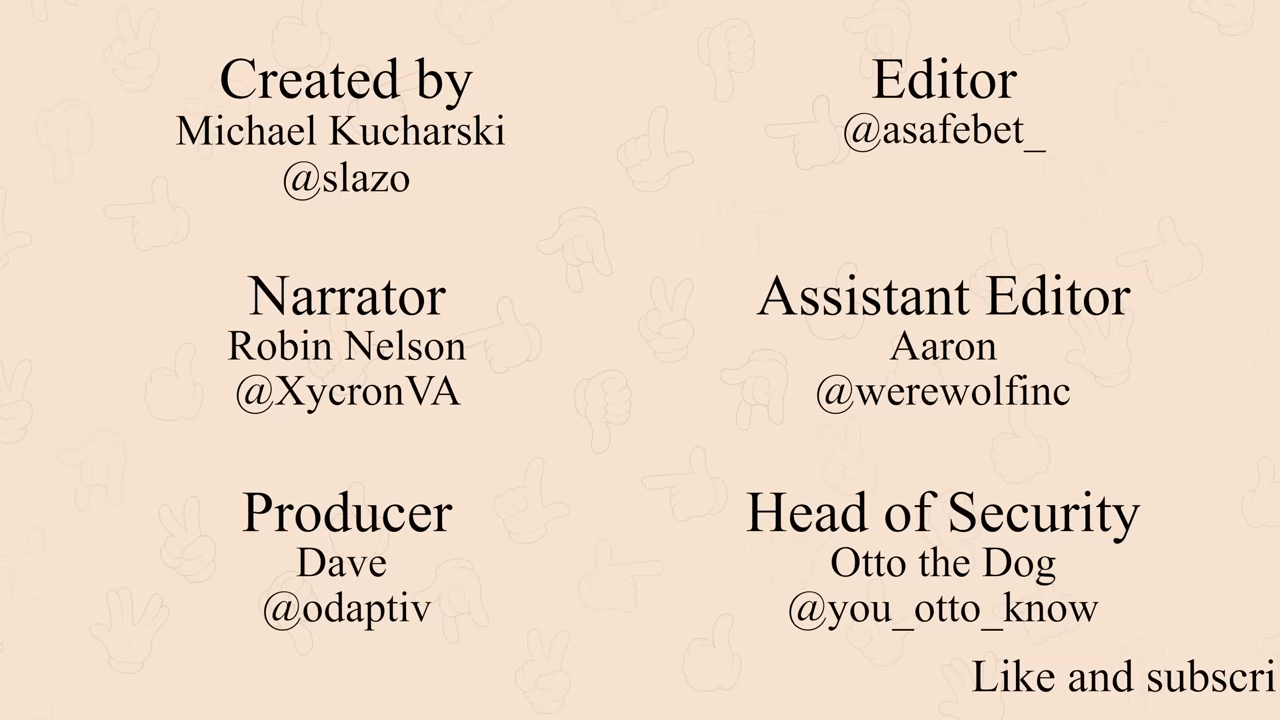 Created by
Michael Kucharski
@slazo
Narrator
Robin Nelson
@XycronVA
Producer
Dave
@odaptiv
Editor
@asafebet_
Assistant Editor
Aaron
@werewolfinc
Head of Security
Otto the Dog
@you_otto_know
Like and subscri